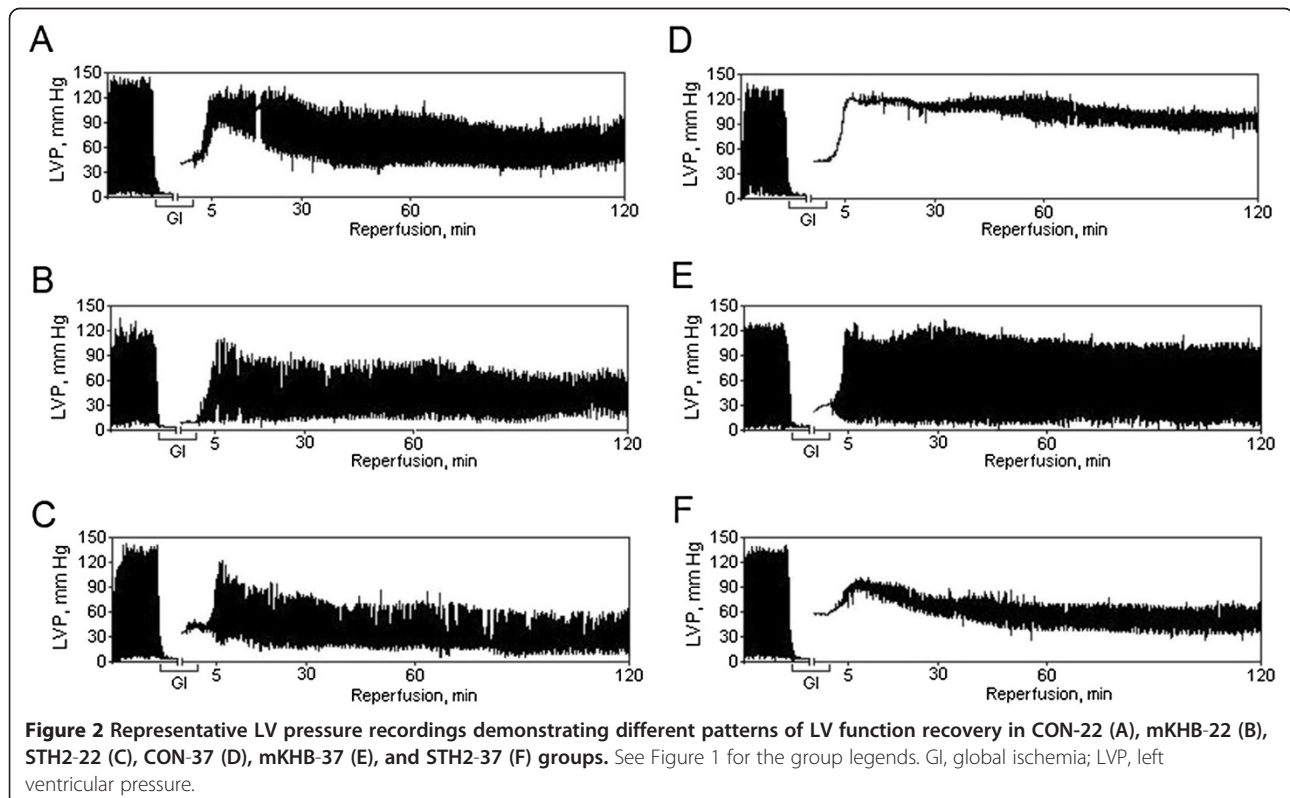 A
LVP, mm Hg
150
120
90
60
30
0
GI
5
30
60
120
Reperfusion, min
D
LVP, mm Hg
150
120
90
60
30
0
GI
5
30
60
120
Reperfusion, min
B
LVP, mm Hg
150
120
90
60
30
0
GI
5
30
60
120
Reperfusion, min
E
LVP, mm Hg
150
120
90
60
30
0
GI
5
30
60
120
Reperfusion, min
C
LVP, mm Hg
150
120
90
60
30
0
GI
5
30
60
120
Reperfusion, min
F
LVP, mm Hg
150
120
90
60
30
0
GI
5
30
60
120
Reperfusion, min
Figure 2 Representative LV pressure recordings demonstrating different patterns of LV function recovery in CON-22 (A), mKHB-22 (B),
STH2-22 (C), CON-37 (D), mKHB-37 (E), and STH2-37 (F) groups. See Figure 1 for the group legends. GI, global ischemia; LVP, left
ventricular pressure.